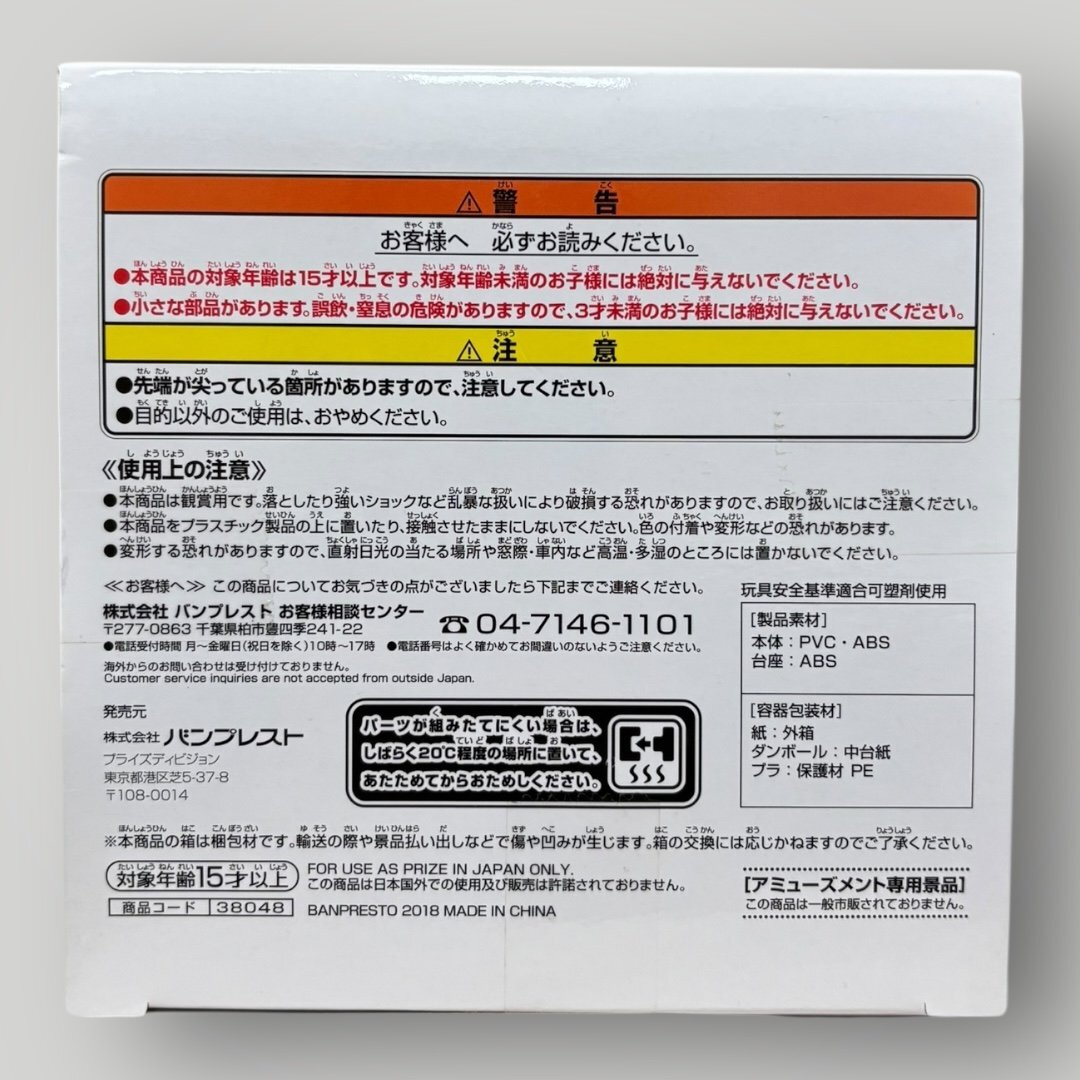 ⚠警告
お客様へ 必ずお読みください。
●本商品の対象年齢は15才以上です。対象年齢未満のお子様には絶対に与えないでください。
●小さな部品があります。誤飲・窒息の危険がありますので、3才未満のお子様には絶対に与えないでください。
⚠注意
●先端が尖っている箇所がありますので、注意してください。
●目的以外のご使用は、おやめください。
《使用上の注意》
●本商品は観賞用です。落としたり強いショックなど乱暴な扱いにより破損する恐れがありますので、お取り扱いにはご注意ください。
●本商品をプラスチック製品の上に置いたり、接触させたままにしないでください。色の付着や変形などの恐れがあります。
●変形する恐れがありますので、直射日光の当たる場所や窓際・車内など高温・多湿のところには置かないでください。
≪お客様へ≫ この商品についてお気づきの点がございましたら下記までご連絡ください。
株式会社 バンプレスト お客様相談センター
〒277-0863 千葉県柏市豊四季241-22
☎04-7146-1101
●電話受付時間 月〜金曜日(祝日を除く)10時〜17時 ●電話番号はよく確かめてお間違いのないようご注意ください。
海外からのお問い合わせは受け付けておりません。
Customer service inquiries are not accepted from outside Japan.
玩具安全基準適合可塑剤使用
[製品素材]
本体：PVC・ABS
台座：ABS
[容器包装材]
紙：外箱
ダンボール：中台紙
プラ：保護材 PE
発売元
株式会社 バンプレスト
プライズディビジョン
東京都港区芝5-37-8
〒108-0014
パーツが組みたてにくい場合は、
しばらく20℃程度の場所に置いて、
あたためてからおためしください。
※本商品の箱は梱包材です。輸送の際や景品払い出しなどで傷や凹みが生じます。箱の交換には応じかねますのでご了承ください。
対象年齢15才以上
FOR USE AS PRIZE IN JAPAN ONLY.
この商品は日本国外での使用及び販売は許諾されておりません。
商品コード 38048
BANPRESTO 2018 MADE IN CHINA
[アミューズメント専用景品]
この商品は一般市販されておりません。